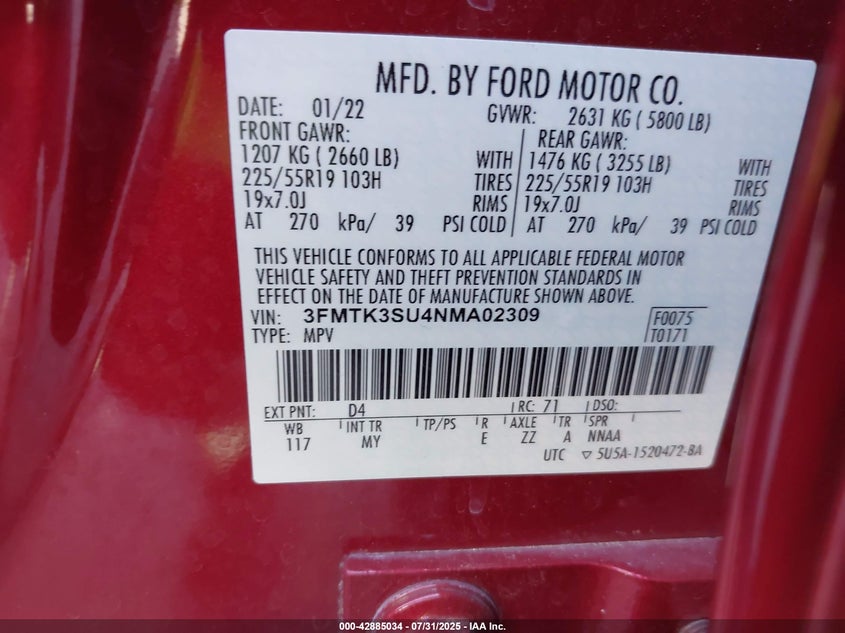 MFD. BY FORD MOTOR CO.
DATE: 01/22 GVWR: 2631 KG ( 5800 LB)
FRONT GAWR: REAR GAWR:
1207 KG ( 2660 LB) WITH 1476 KG ( 3255 LB) WITH
225/55R19 103H TIRES 225/55R19 103H TIRES
19x7.0J RIMS 19x7.0J RIMS
AT 270 kPa/ 39 PSI COLD AT 270 kPa/ 39 PSI COLD
THIS VEHICLE CONFORMS TO ALL APPLICABLE FEDERAL MOTOR
VEHICLE SAFETY AND THEFT PREVENTION STANDARDS IN
EFFECT ON THE DATE OF MANUFACTURE SHOWN ABOVE.
VIN: 3FMTK3SU4NMA02309 F0075
TYPE: MPV T0171
EXT PNT: D4 RC: 71 DSO:
WB INT TR TP/PS R AXLE TR SPR
117 MY E ZZ A NNAA
UTC ▽ 5U5A-1520472-BA
000-42885034 - 07/31/2025 - IAA Inc.